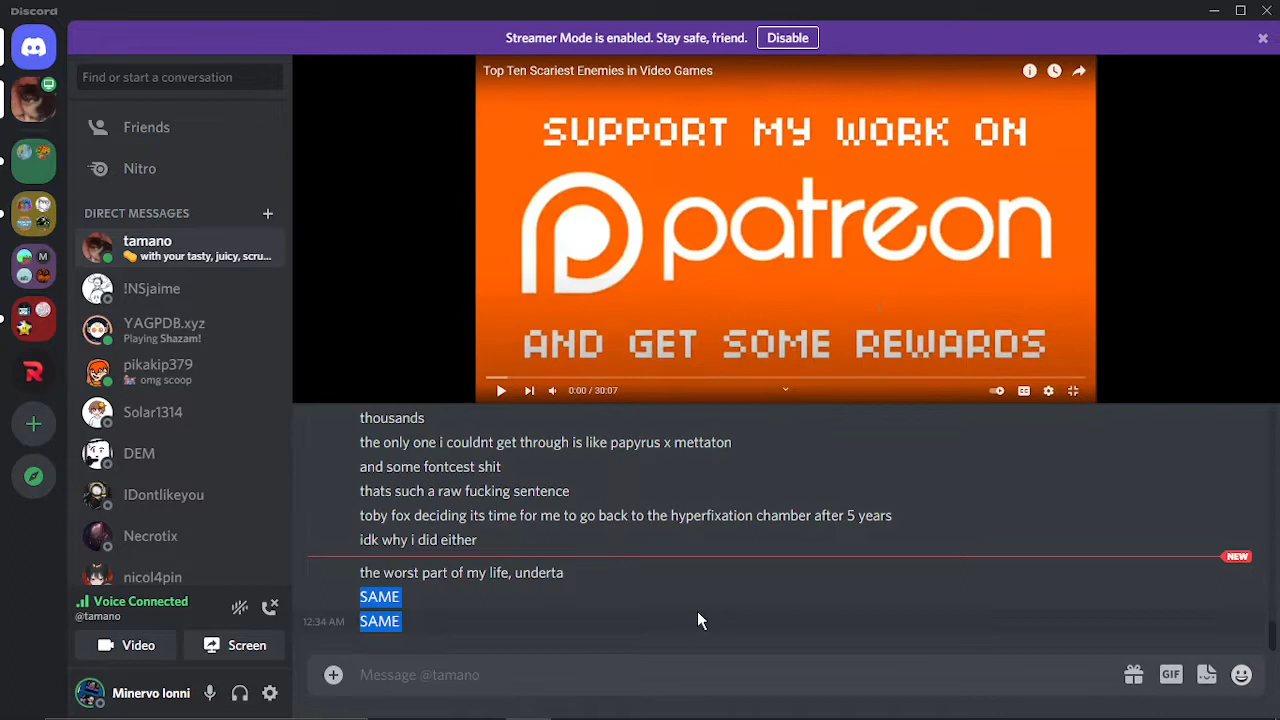 Discord
Streamer Mode is enabled. Stay safe, friend. Disable
Find or start a conversation
Friends
Nitro
DIRECT MESSAGES
tamano
with your tasty, juicy, scru...
!NSjaime
YAGPDB.xyz
Playing Shazam!
pikakip379
omg scoop
Solar1314
DEM
IDontlikeyou
Necrotix
nicol4pin
Voice Connected
@tamano
Video Screen
Minervo Ionni
Top Ten Scariest Enemies in Video Games
SUPPORT MY WORK ON
patreon
AND GET SOME REWARDS
0:00 / 30:07
thousands
the only one i couldnt get through is like papyrus x mettaton
and some fontcest shit
thats such a raw fucking sentence
toby fox deciding its time for me to go back to the hyperfixation chamber after 5 years
idk why i did either
NEW
the worst part of my life, underta
SAME
12:34 AM SAME
Message @tamano
GIF